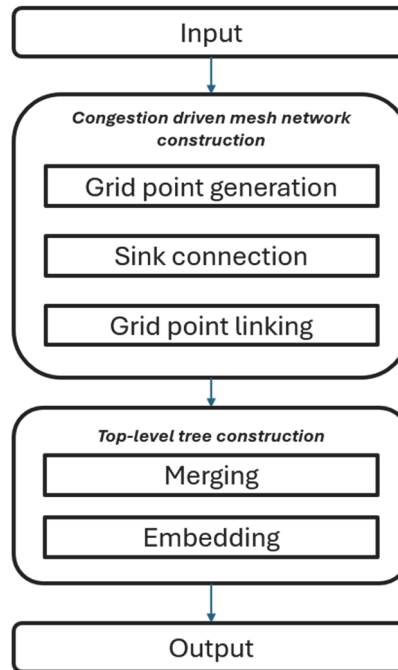 Input
Congestion driven mesh network
construction
Grid point generation
Sink connection
Grid point linking
Top-level tree construction
Merging
Embedding
Output